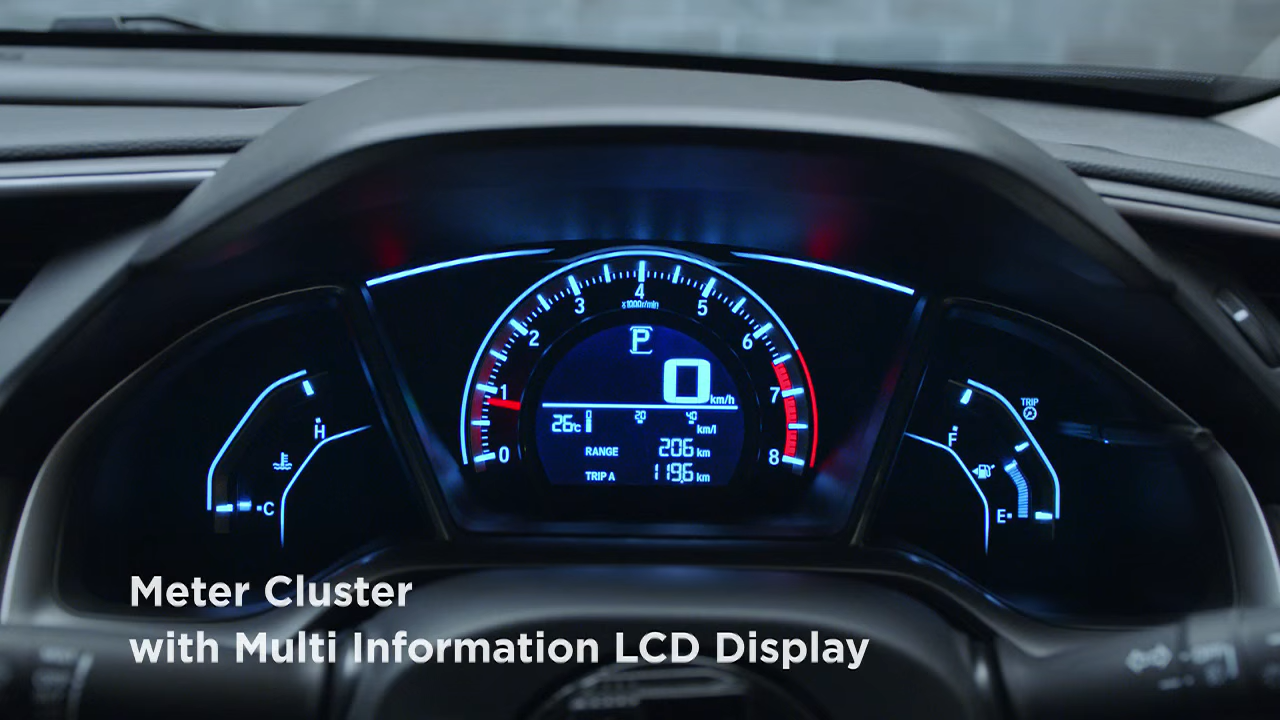 4
3
5
x1000r/min
2
6
P
0 km/h
1
7
0
20
40
26°c
km/l
H
F
TRIP
RANGE 206 km
0
8
TRIP A 119.6 km
C
E
Meter Cluster
with Multi Information LCD Display